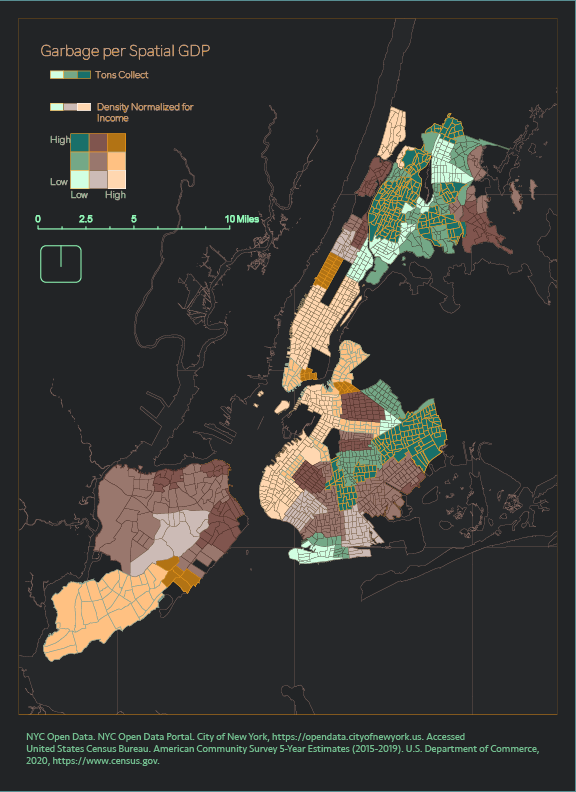 Garbage per Spatial GDP
Tons Collect
Density Normalized for
Income
High
Low
Low High
0 2.5 5 10 Miles
NYC Open Data. NYC Open Data Portal. City of New York, https://opendata.cityofnewyork.us. Accessed
United States Census Bureau. American Community Survey 5-Year Estimates (2015-2019). U.S. Department of Commerce,
2020, https://www.census.gov.